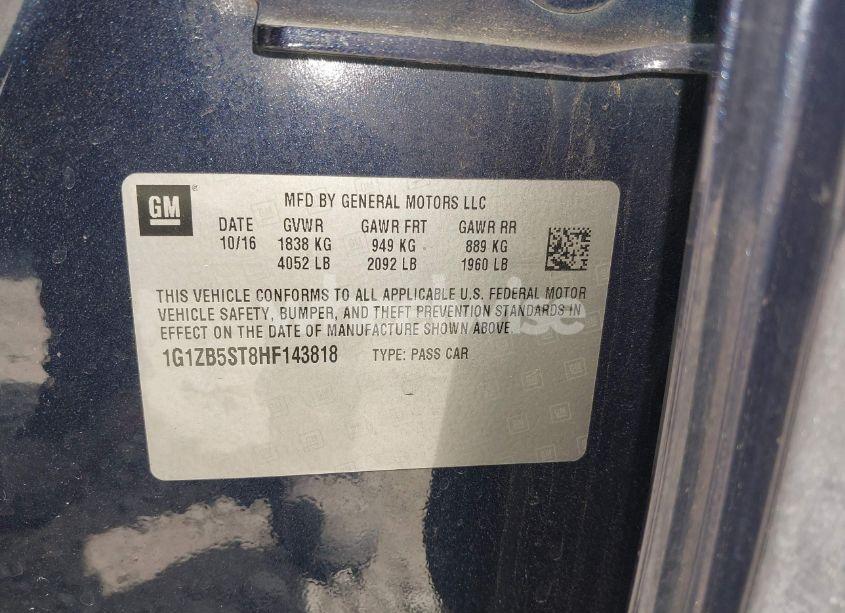 GM
MFD BY GENERAL MOTORS LLC
DATE GVWR GAWR FRT GAWR RR
10/16 1838 KG 949 KG 889 KG
4052 LB 2092 LB 1960 LB
THIS VEHICLE CONFORMS TO ALL APPLICABLE U.S. FEDERAL MOTOR
VEHICLE SAFETY, BUMPER, AND THEFT PREVENTION STANDARDS IN
EFFECT ON THE DATE OF MANUFACTURE SHOWN ABOVE.
1G1ZB5ST8HF143818 TYPE: PASS CAR